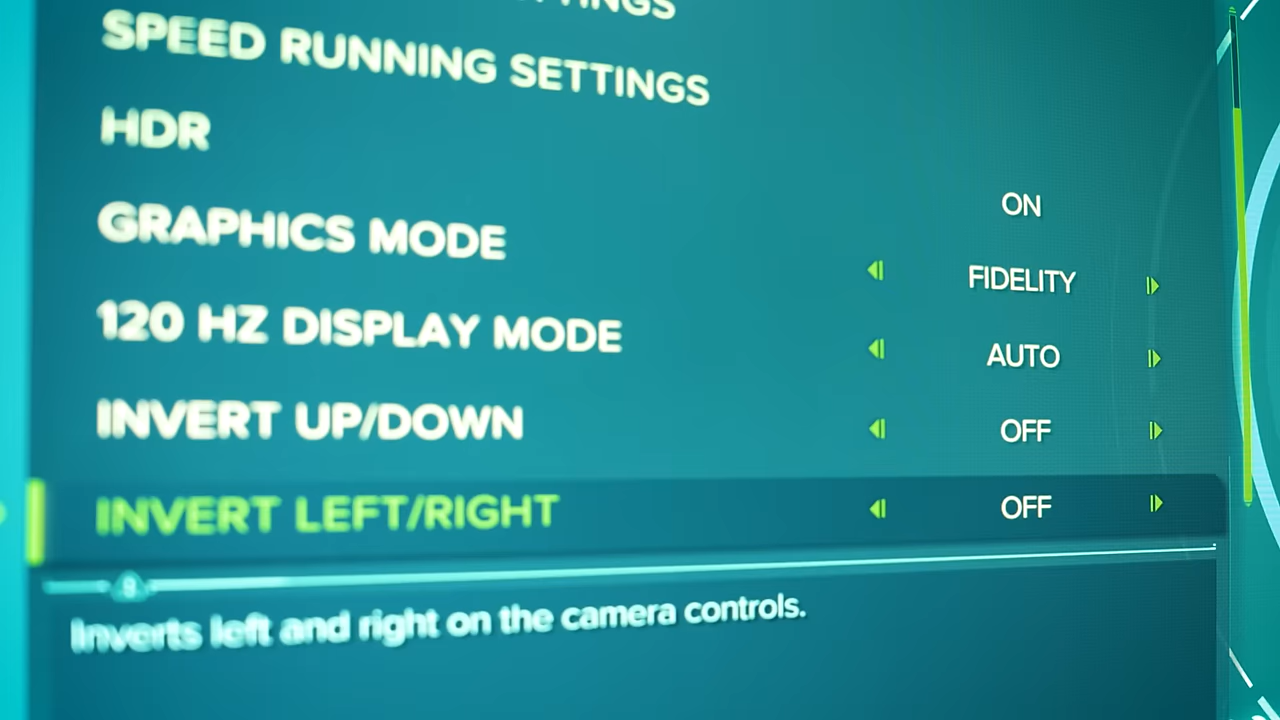 SPEED RUNNING SETTINGS
HDR ON
GRAPHICS MODE FIDELITY
120 HZ DISPLAY MODE AUTO
INVERT UP/DOWN OFF
INVERT LEFT/RIGHT OFF
Inverts left and right on the camera controls.